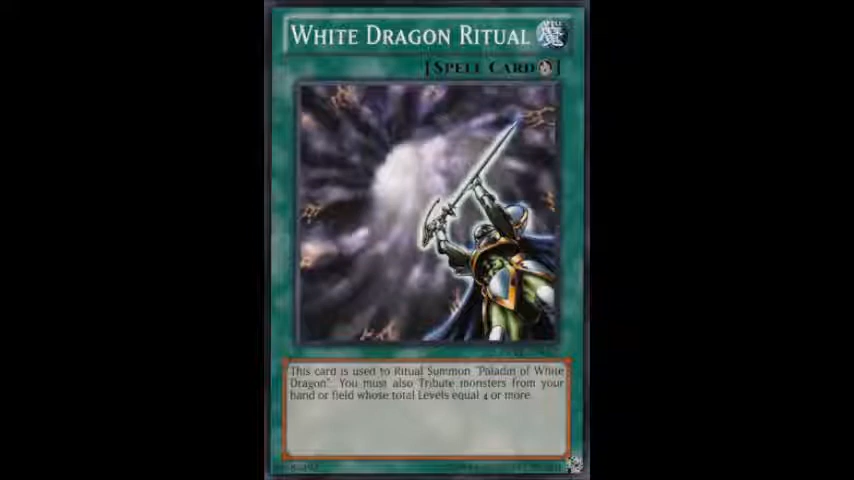 WHITE DRAGON RITUAL
[SPELL CARD]
This card is used to Ritual Summon "Paladin of White
Dragon". You must also Tribute monsters from your
hand or field whose total Levels equal 4 or more.